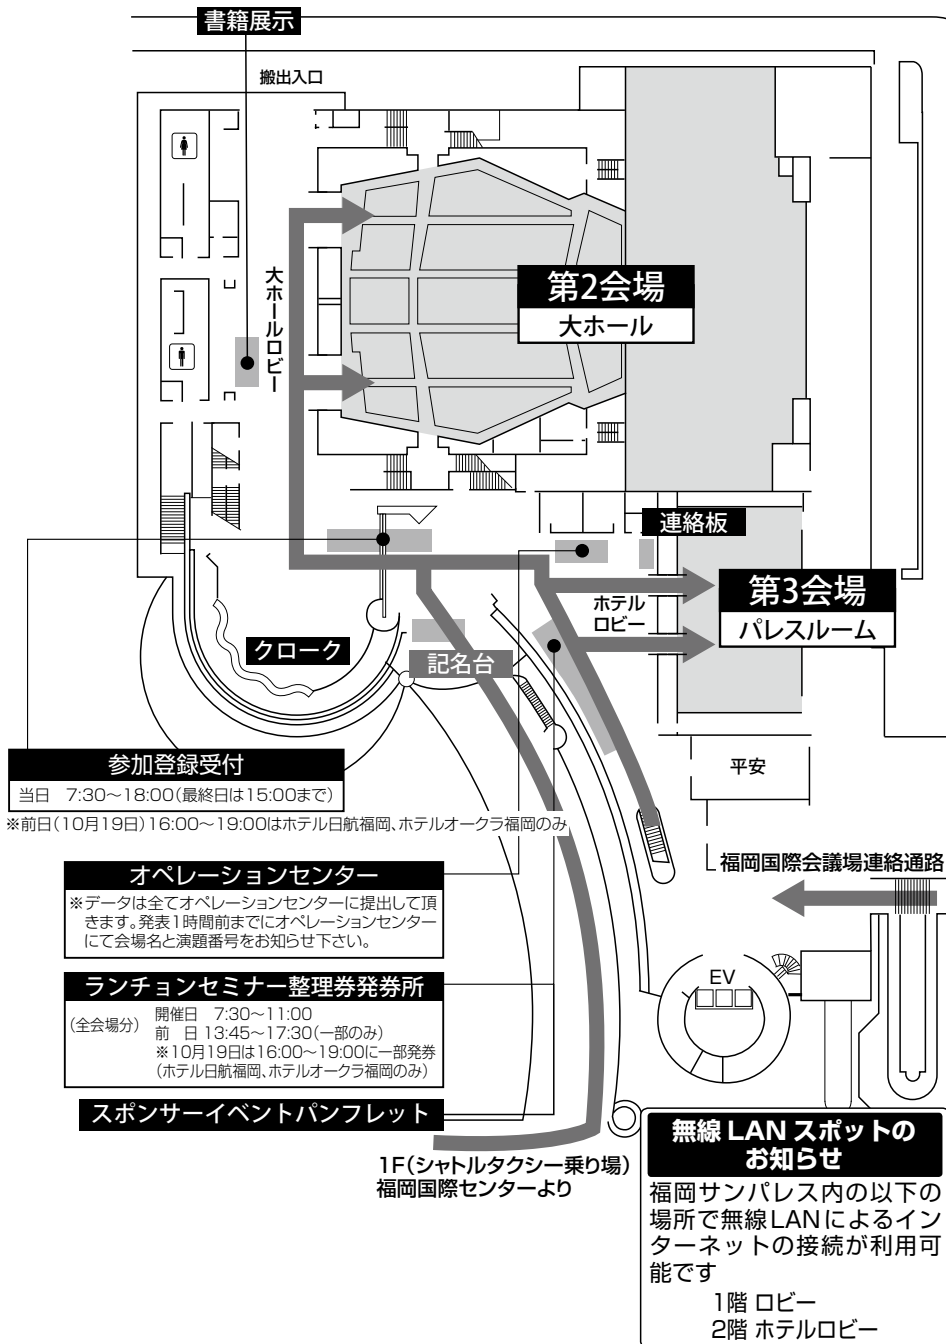 書籍展示
搬出入口
大ホールロビー
第2会場
大ホール
連絡板
第3会場
パレスルーム
ホテル
ロビー
クローク
記名台
平安
参加登録受付
当日　7:30～18:00(最終日は15:00まで)
※前日(10月19日)16:00～19:00はホテル日航福岡、ホテルオークラ福岡のみ
福岡国際会議場連絡通路
オペレーションセンター
※データは全てオペレーションセンターに提出して頂
きます。発表1時間前までにオペレーションセンター
にて会場名と演題番号をお知らせ下さい。
EV
ランチョンセミナー整理券発券所
(全会場分)
開催日　7:30～11:00
前　日 13:45～17:30(一部のみ)
※10月19日は16:00～19:00に一部発券
(ホテル日航福岡、ホテルオークラ福岡のみ)
スポンサーイベントパンフレット
1F(シャトルタクシー乗り場)
福岡国際センターより
無線 LAN スポットの
お知らせ
福岡サンパレス内の以下の
場所で無線LANによるイン
ターネットの接続が利用可
能です
1階 ロビー
2階 ホテルロビー